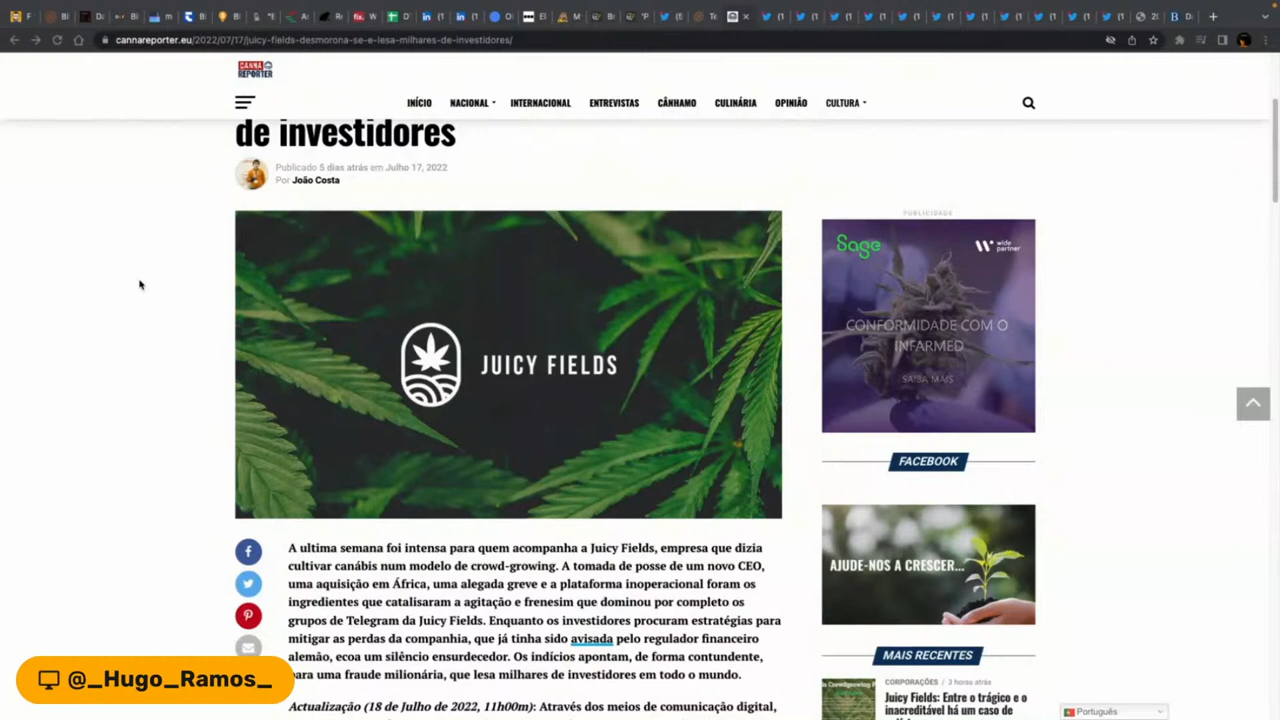 cannareporter.eu/2022/07/17/juicy-fields-desmorona-se-e-lesa-milhares-de-investidores/
CANNA
REPORTER
INÍCIO
NACIONAL
INTERNACIONAL
ENTREVISTAS
CÂNHAMO
CULINÁRIA
OPINIÃO
CULTURA
de investidores
Publicado 5 dias atrás em Julho 17, 2022
Por João Costa
JUICY FIELDS
A ultima semana foi intensa para quem acompanha a Juicy Fields, empresa que dizia
cultivar canábis num modelo de crowd-growing. A tomada de posse de um novo CEO,
uma aquisição em África, uma alegada greve e a plataforma inoperacional foram os
ingredientes que catalisaram a agitação e frenesim que dominou por completo os
grupos de Telegram da Juicy Fields. Enquanto os investidores procuram estratégias para
mitigar as perdas da companhia, que já tinha sido avisada pelo regulador financeiro
alemão, ecoa um silêncio ensurdecedor. Os indícios apontam, de forma contundente,
para uma fraude milionária, que lesa milhares de investidores em todo o mundo.
Actualização (18 de Julho de 2022, 11h00m): Através dos meios de comunicação digital,
PUBLICIDADE
Sage
wide
partner
CONFORMIDADE COM O
INFARMED
SAIBA MAIS
FACEBOOK
AJUDE-NOS A CRESCER...
MAIS RECENTES
CORPORAÇÕES / 3 horas atrás
Juicy Fields: Entre o trágico e o
inacreditável há um caso de
Português
@_Hugo_Ramos_